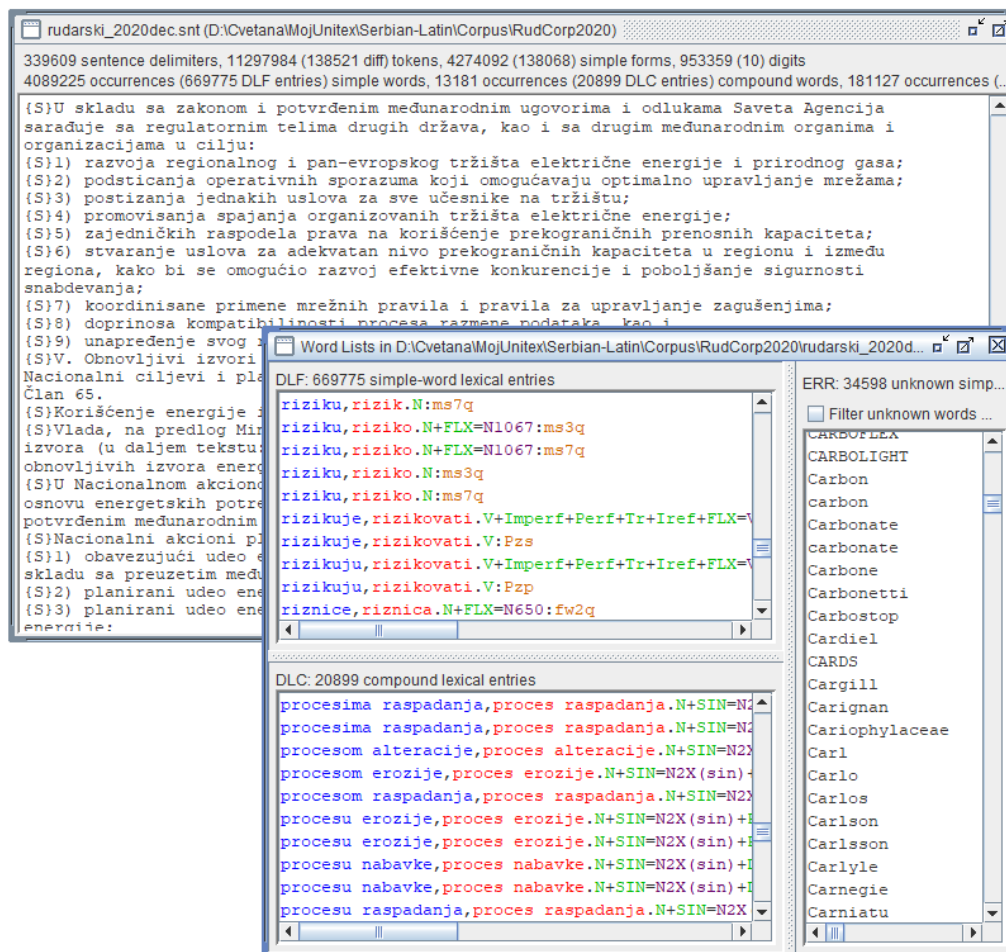 rudarski_2020dec.snt (D:\Cvetana\MojUnitex\Serbian-Latin\Corpus\RudCorp2020)
339609 sentence delimiters, 11297984 (138521 diff) tokens, 4274092 (138068) simple forms, 953359 (10) digits
4089225 occurrences (669775 DLF entries) simple words, 13181 occurrences (20899 DLC entries) compound words, 181127 occurrences (...
{S}U skladu sa zakonom i potvrđenim međunarodnim ugovorima i odlukama Saveta Agencija
sarađuje sa regulatornim telima drugih država, kao i sa drugim međunarodnim organima i
organizacijama u cilju:
{S}1) razvoja regionalnog i pan-evropskog tržišta električne energije i prirodnog gasa;
{S}2) podsticanja operativnih sporazuma koji omogućavaju optimalno upravljanje mrežama;
{S}3) postizanja jednakih uslova za sve učesnike na tržištu;
{S}4) promovisanja spajanja organizovanih tržišta električne energije;
{S}5) zajedničkih raspodela prava na korišćenje prekograničnih prenosnih kapaciteta;
{S}6) stvaranje uslova za adekvatan nivo prekograničnih kapaciteta u regionu i između
regiona, kako bi se omogućio razvoj efektivne konkurencije i poboljšanje sigurnosti
snabdevanja;
{S}7) koordinisane primene mrežnih pravila i pravila za upravljanje zagušenjima;
{S}8) doprinosa kompatibilnosti procesa razmene podataka, kao i
{S}9) unapređenje svog
{S}V. Obnovljivi izvori
Nacionalni ciljevi i pla
Član 65.
{S}Korišćenje energije i
{S}Vlada, na predlog Min
izvora (u daljem tekstu:
obnovljivih izvora energ
{S}U Nacionalnom akciono
osnovu energetskih potre
potvrđenim međunarodnim
{S}Nacionalni akcioni pl
{S}1) obavezujući udeo e
skladu sa preuzetim među
{S}2) planirani udeo ene
{S}3) planirani udeo ene
energije;
Word Lists in D:\Cvetana\MojUnitex\Serbian-Latin\Corpus\RudCorp2020\rudarski_2020d...
DLF: 669775 simple-word lexical entries
riziku,rizik.N:ms7q
riziku,riziko.N+FLX=N1067:ms3q
riziku,riziko.N+FLX=N1067:ms7q
riziku,riziko.N:ms3q
riziku,riziko.N:ms7q
rizikuje,rizikovati.V+Imperf+Perf+Tr+Iref+FLX=V
rizikuje,rizikovati.V:Pzs
rizikuju,rizikovati.V+Imperf+Perf+Tr+Iref+FLX=V
rizikuju,rizikovati.V:Pzp
riznice,riznica.N+FLX=N650:fw2q
DLC: 20899 compound lexical entries
procesima raspadanja,proces raspadanja.N+SIN=N2
procesima raspadanja,proces raspadanja.N+SIN=N2
procesom alteracije,proces alteracije.N+SIN=N2X
procesom erozije,proces erozije.N+SIN=N2X(sin)+
procesom raspadanja,proces raspadanja.N+SIN=N2X
procesu erozije,proces erozije.N+SIN=N2X(sin)+
procesu erozije,proces erozije.N+SIN=N2X(sin)+
procesu nabavke,proces nabavke.N+SIN=N2X(sin)+
procesu nabavke,proces nabavke.N+SIN=N2X(sin)+
procesu raspadanja,proces raspadanja.N+SIN=N2X
ERR: 34598 unknown simp...
Filter unknown words ...
CARBOFLEX
CARBOLIGHT
Carbon
carbon
Carbonate
carbonate
Carbone
Carbonetti
Carbostop
Cardiel
CARDS
Cargill
Carignan
Cariophylaceae
Carl
Carlo
Carlos
Carlson
Carlsson
Carlyle
Carnegie
Carniatu